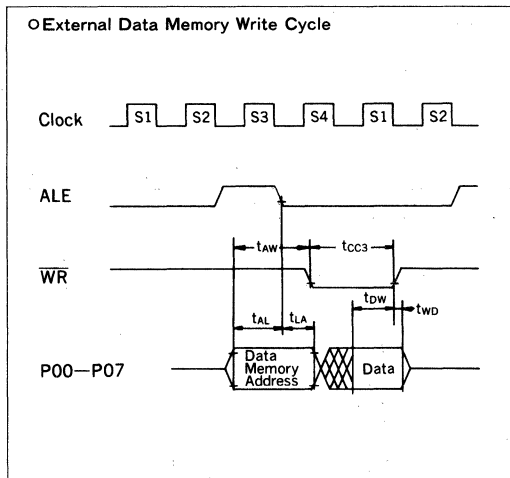 ○External Data Memory Write Cycle
Clock S1 S2 S3 S4 S1 S2
ALE
tAW tCC3
WR
tDW tWD
tAL tLA
P00—P07 Data Memory Address Data